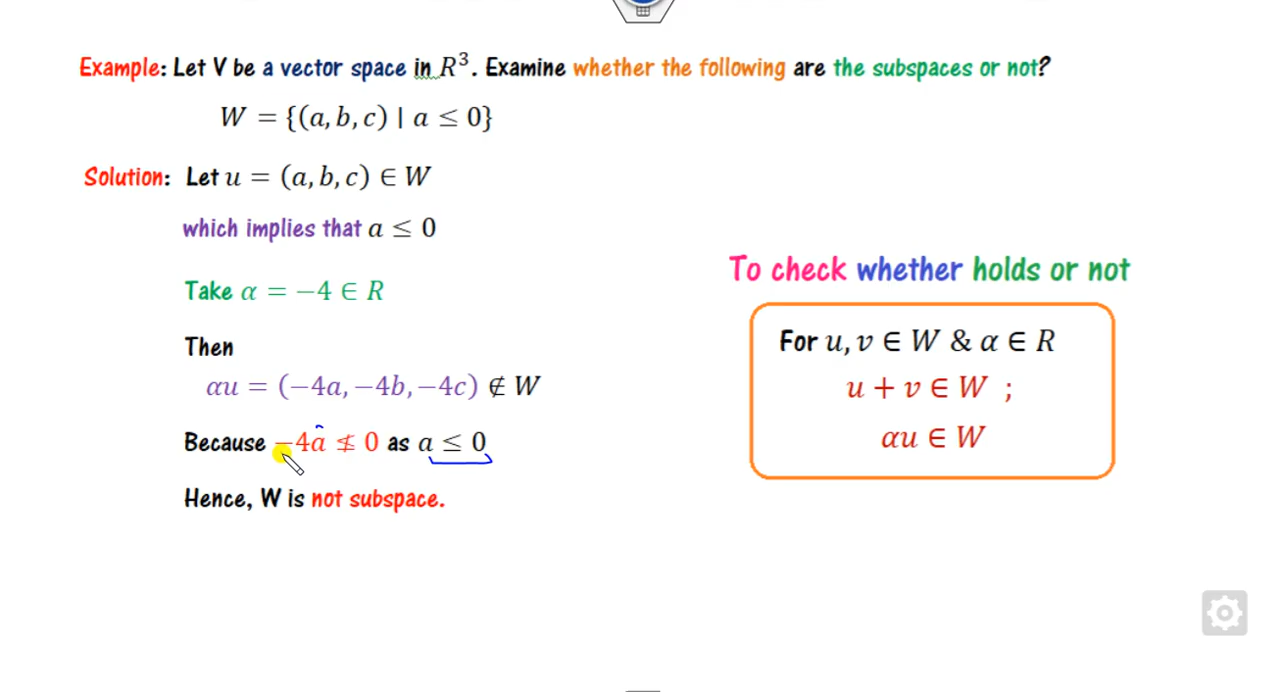 Example: Let V be a vector space in R³. Examine whether the following are the subspaces or not?
W = {(a, b, c) | a ≤ 0}
Solution: Let u = (a, b, c) ∈ W
which implies that a ≤ 0
Take α = −4 ∈ R
Then
αu = (−4a, −4b, −4c) ∉ W
Because −4a ≰ 0 as a ≤ 0
Hence, W is not subspace.
To check whether holds or not
For u, v ∈ W & α ∈ R
u + v ∈ W ;
αu ∈ W